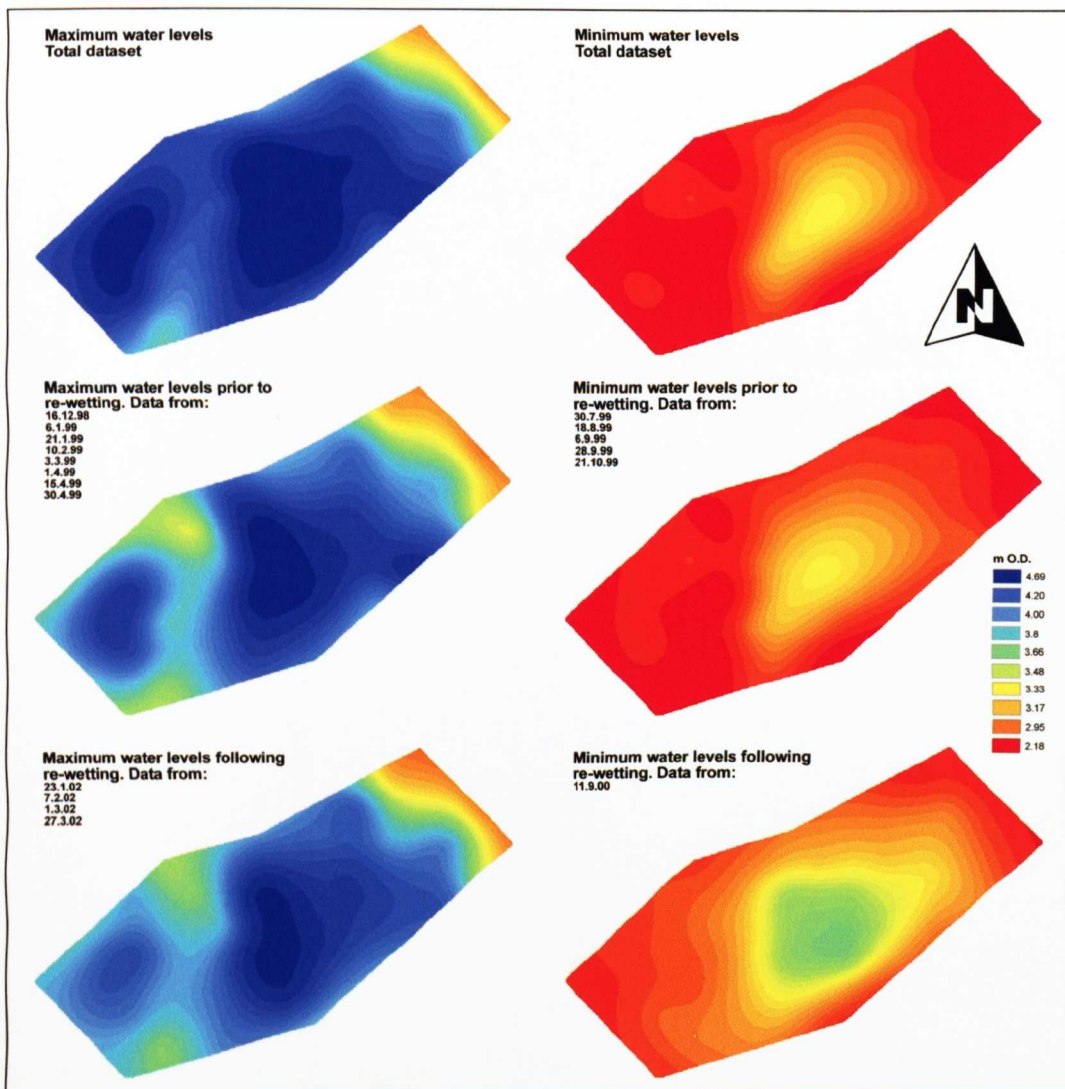 Maximum water levels
Total dataset
Minimum water levels
Total dataset
N
Maximum water levels prior to
re-wetting. Data from:
16.12.98
6.1.99
21.1.99
10.2.99
3.3.99
1.4.99
15.4.99
30.4.99
Minimum water levels prior to
re-wetting. Data from:
30.7.99
18.8.99
6.9.99
28.9.99
21.10.99
m O.D.
4.69
4.20
4.00
3.8
3.66
3.48
3.33
3.17
2.95
2.18
Maximum water levels following
re-wetting. Data from:
23.1.02
7.2.02
1.3.02
27.3.02
Minimum water levels following
re-wetting. Data from:
11.9.00